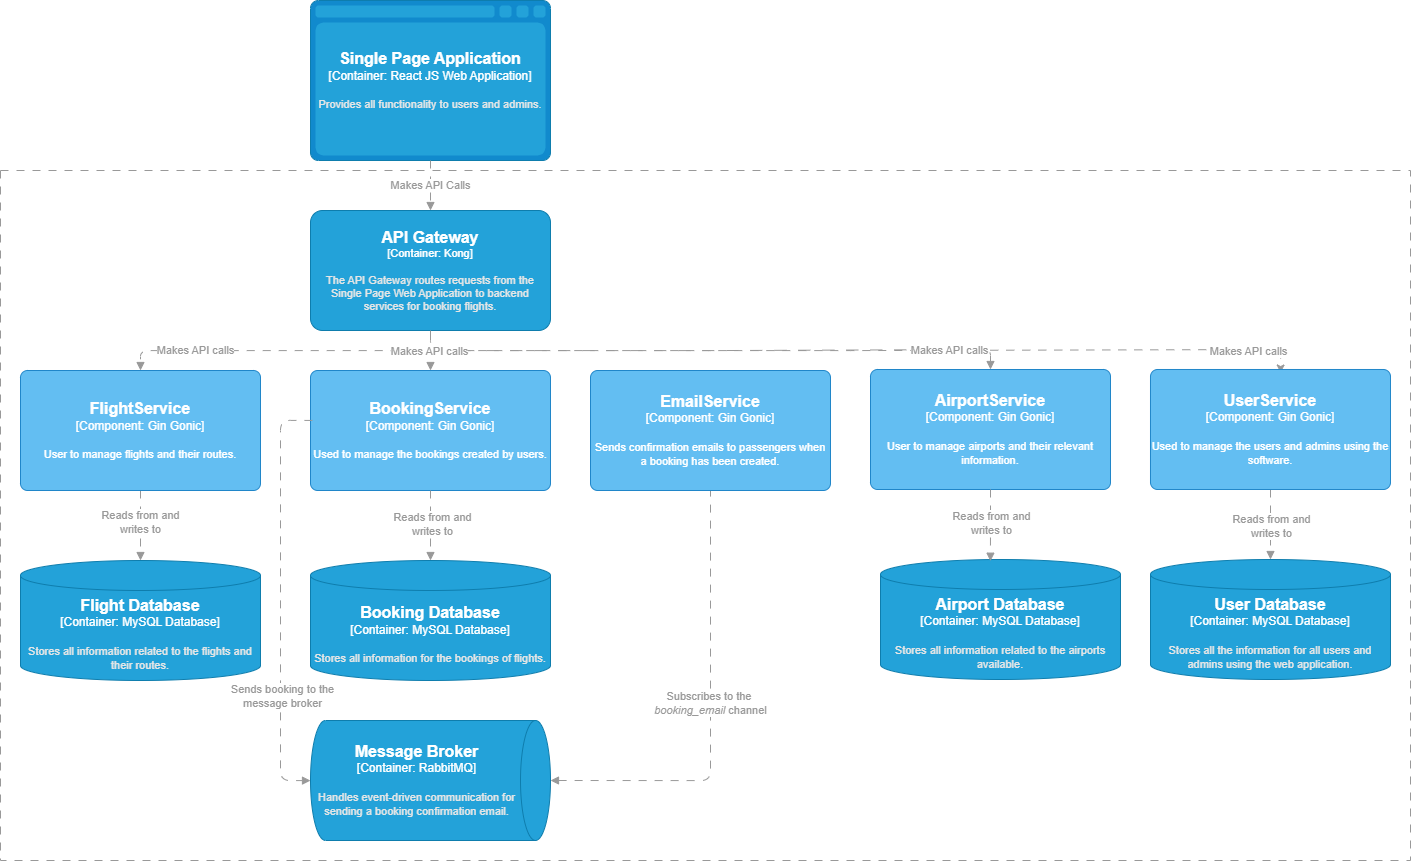 Single Page Application
[Container: React JS Web Application]
Provides all functionality to users and admins.
Makes API Calls
API Gateway
[Container: Kong]
The API Gateway routes requests from the
Single Page Web Application to backend
services for booking flights.
Makes API calls
Makes API calls
Makes API calls
Makes API calls
FlightService
[Component: Gin Gonic]
User to manage flights and their routes.
BookingService
[Component: Gin Gonic]
Used to manage the bookings created by users.
EmailService
[Component: Gin Gonic]
Sends confirmation emails to passengers when
a booking has been created.
AirportService
[Component: Gin Gonic]
User to manage airports and their relevant
information.
UserService
[Component: Gin Gonic]
Used to manage the users and admins using the
software.
Reads from and
writes to
Reads from and
writes to
Reads from and
writes to
Reads from and
writes to
Flight Database
[Container: MySQL Database]
Stores all information related to the flights and
their routes.
Booking Database
[Container: MySQL Database]
Stores all information for the bookings of flights.
Airport Database
[Container: MySQL Database]
Stores all information related to the airports
available.
User Database
[Container: MySQL Database]
Stores all the information for all users and
admins using the web application.
Sends booking to the
message broker
Subscribes to the
booking_email channel
Message Broker
[Container: RabbitMQ]
Handles event-driven communication for
sending a booking confirmation email.